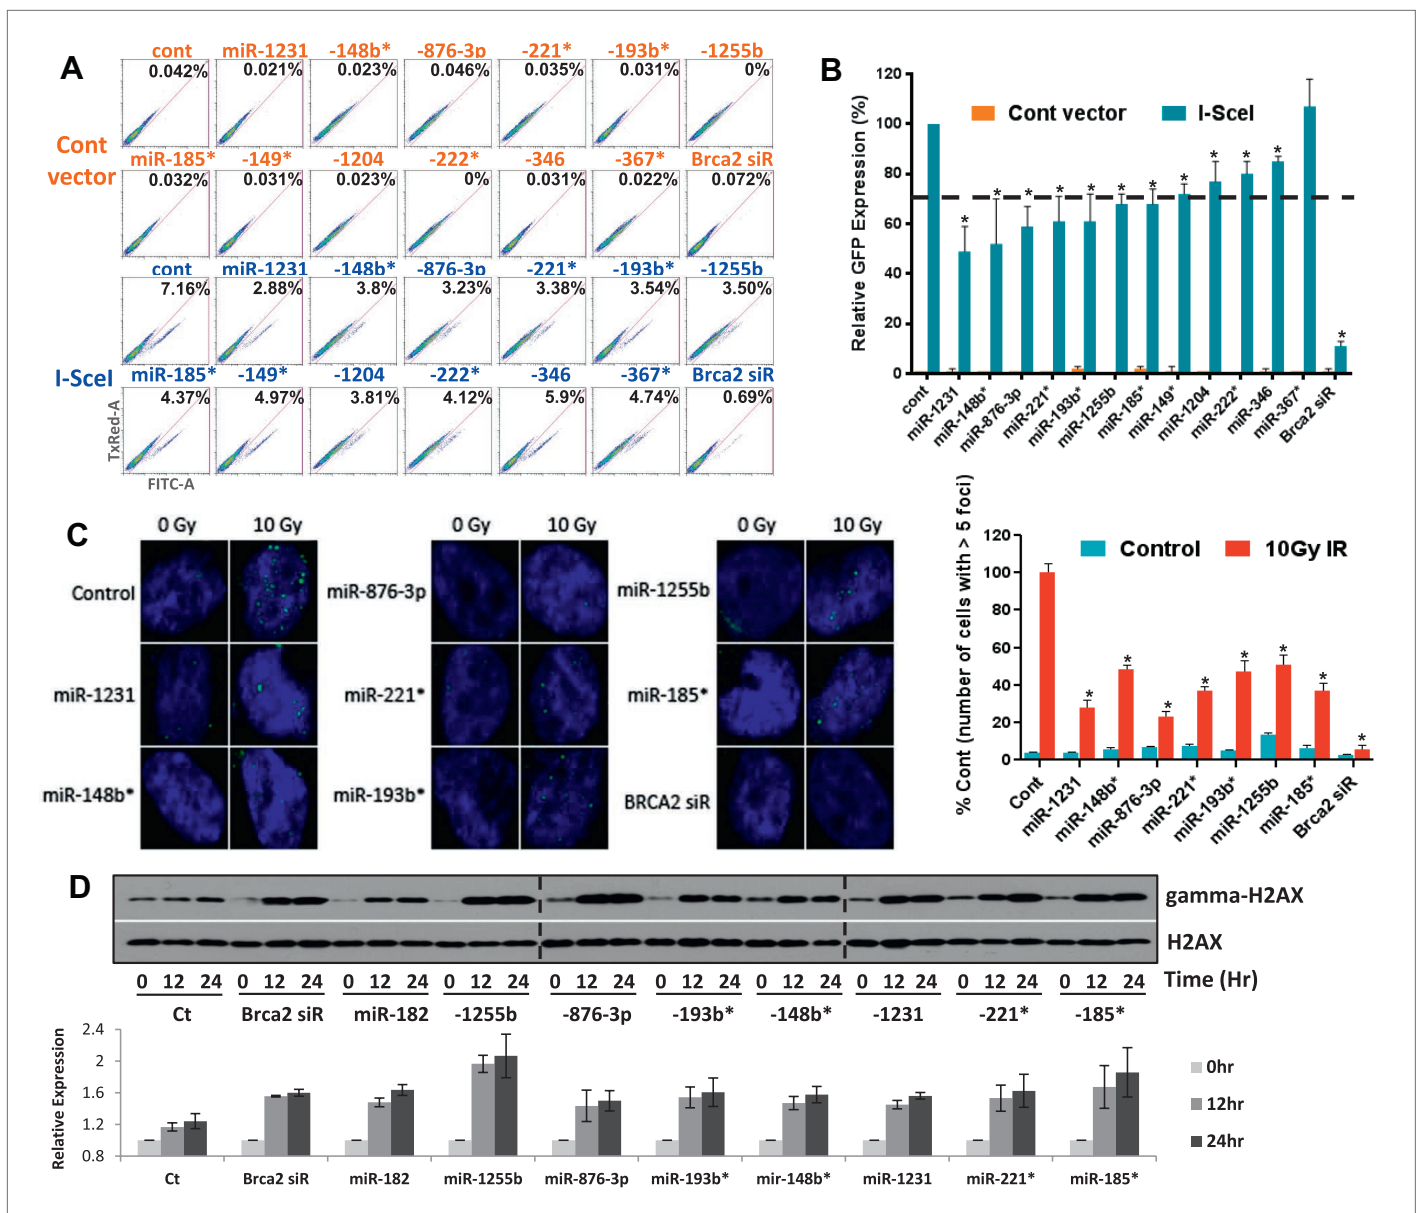 A
cont miR-1231 -148b* -876-3p -221* -193b* -1255b
0.042% 0.021% 0.023% 0.046% 0.035% 0.031% 0%
Cont vector
miR-185* -149* -1204 -222* -346 -367* Brca2 siR
0.032% 0.031% 0.023% 0% 0.031% 0.022% 0.072%
cont miR-1231 -148b* -876-3p -221* -193b* -1255b
7.16% 2.88% 3.8% 3.23% 3.38% 3.54% 3.50%
I-SceI
miR-185* -149* -1204 -222* -346 -367* Brca2 siR
4.37% 4.97% 3.81% 4.12% 5.9% 4.74% 0.69%
TxRed-A
FITC-A
B
Relative GFP Expression (%)
120
100
80
60
40
20
0
Cont vector I-SceI
* * * * * * * * * * * *
cont miR-1231 miR-148b* miR-876-3p miR-221* miR-193b* miR-1255b miR-185* miR-149* miR-1204 miR-222* miR-346 miR-367* Brca2 siR
C
0 Gy 10 Gy 0 Gy 10 Gy 0 Gy 10 Gy
Control miR-876-3p miR-1255b
miR-1231 miR-221* miR-185*
miR-148b* miR-193b* BRCA2 siR
% Cont (number of cells with > 5 foci)
120
100
80
60
40
20
0
Control 10Gy IR
* * * * * * * *
Cont miR-1231 miR-148b* miR-876-3p miR-221* miR-193b* miR-1255b miR-185* Brca2 siR
D
gamma-H2AX
H2AX
0 12 24 0 12 24 0 12 24 0 12 24 0 12 24 0 12 24 0 12 24 0 12 24 0 12 24 0 12 24 Time (Hr)
Ct Brca2 siR miR-182 -1255b -876-3p -193b* -148b* -1231 -221* -185*
Relative Expression
2.4
2
1.6
1.2
0.8
0hr
12hr
24hr
Ct Brca2 siR miR-182 miR-1255b miR-876-3p miR-193b* mir-148b* miR-1231 miR-221* miR-185*